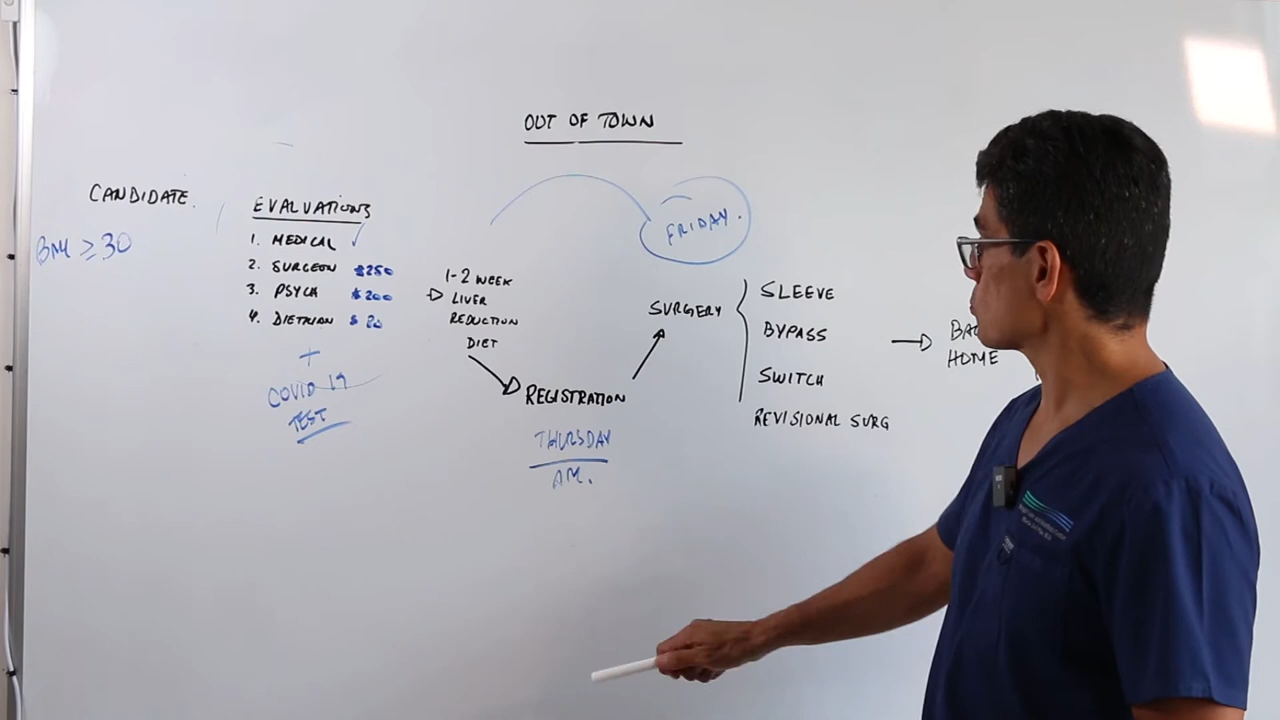 OUT OF TOWN
CANDIDATE.
BMI ≥ 30
EVALUATIONS
1. MEDICAL ✓
2. SURGEON $250
3. PSYCH $200
4. DIETITIAN $
+
COVID 19
TEST
1-2 WEEK
LIVER
REDUCTION
DIET
REGISTRATION
THURSDAY
AM.
FRIDAY.
SURGERY
SLEEVE
BYPASS
SWITCH
REVISIONAL SURG
HOME